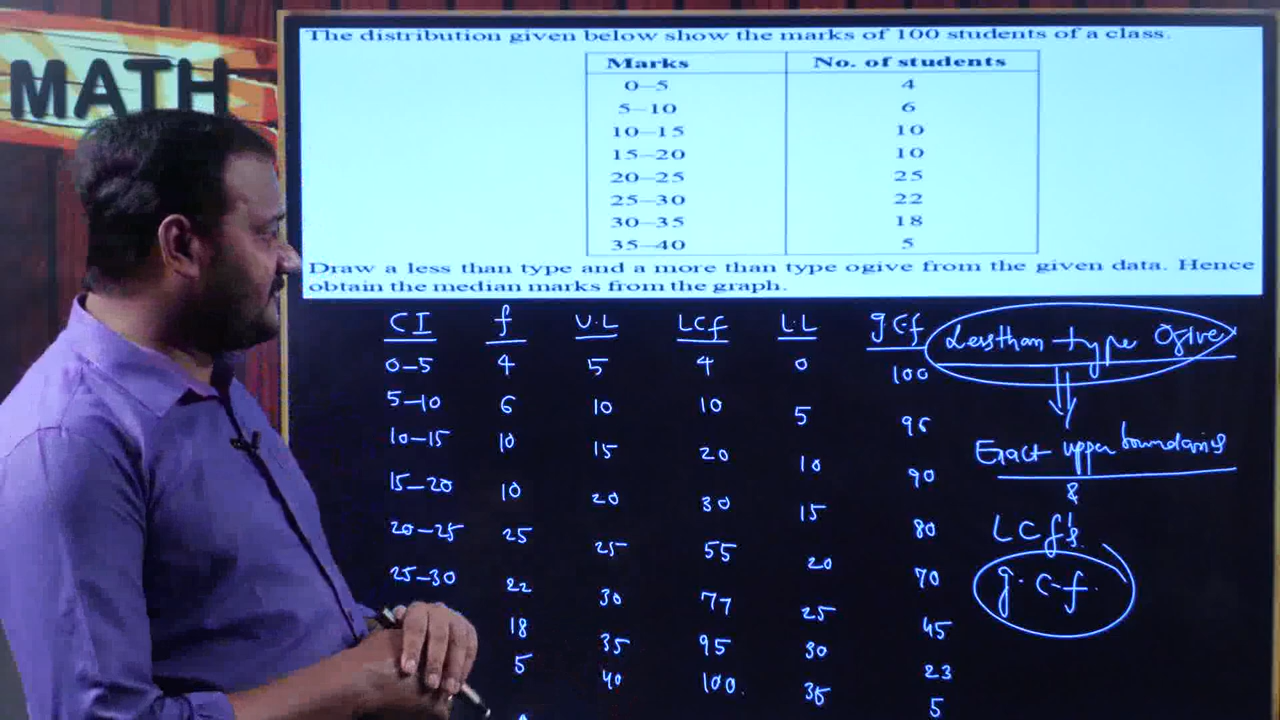 MATH
The distribution given below show the marks of 100 students of a class.
Marks No. of students
0–5 4
5–10 6
10–15 10
15–20 10
20–25 25
25–30 22
30–35 18
35–40 5
Draw a less than type and a more than type ogive from the given data. Hence
obtain the median marks from the graph.
C I f U.L LCf L.L g C.f
0–5 4 5 4 0 100
5–10 6 10 10 5 96
10–15 10 15 20 10 90
15–20 10 20 30 15 80
20–25 25 25 55 20 70
25–30 22 30 77 25 45
18 35 95 30 23
5 40 100. 35 5
Lessthan type Ogive
Exact upper boundaries
&
LCf's.
g. c.f.